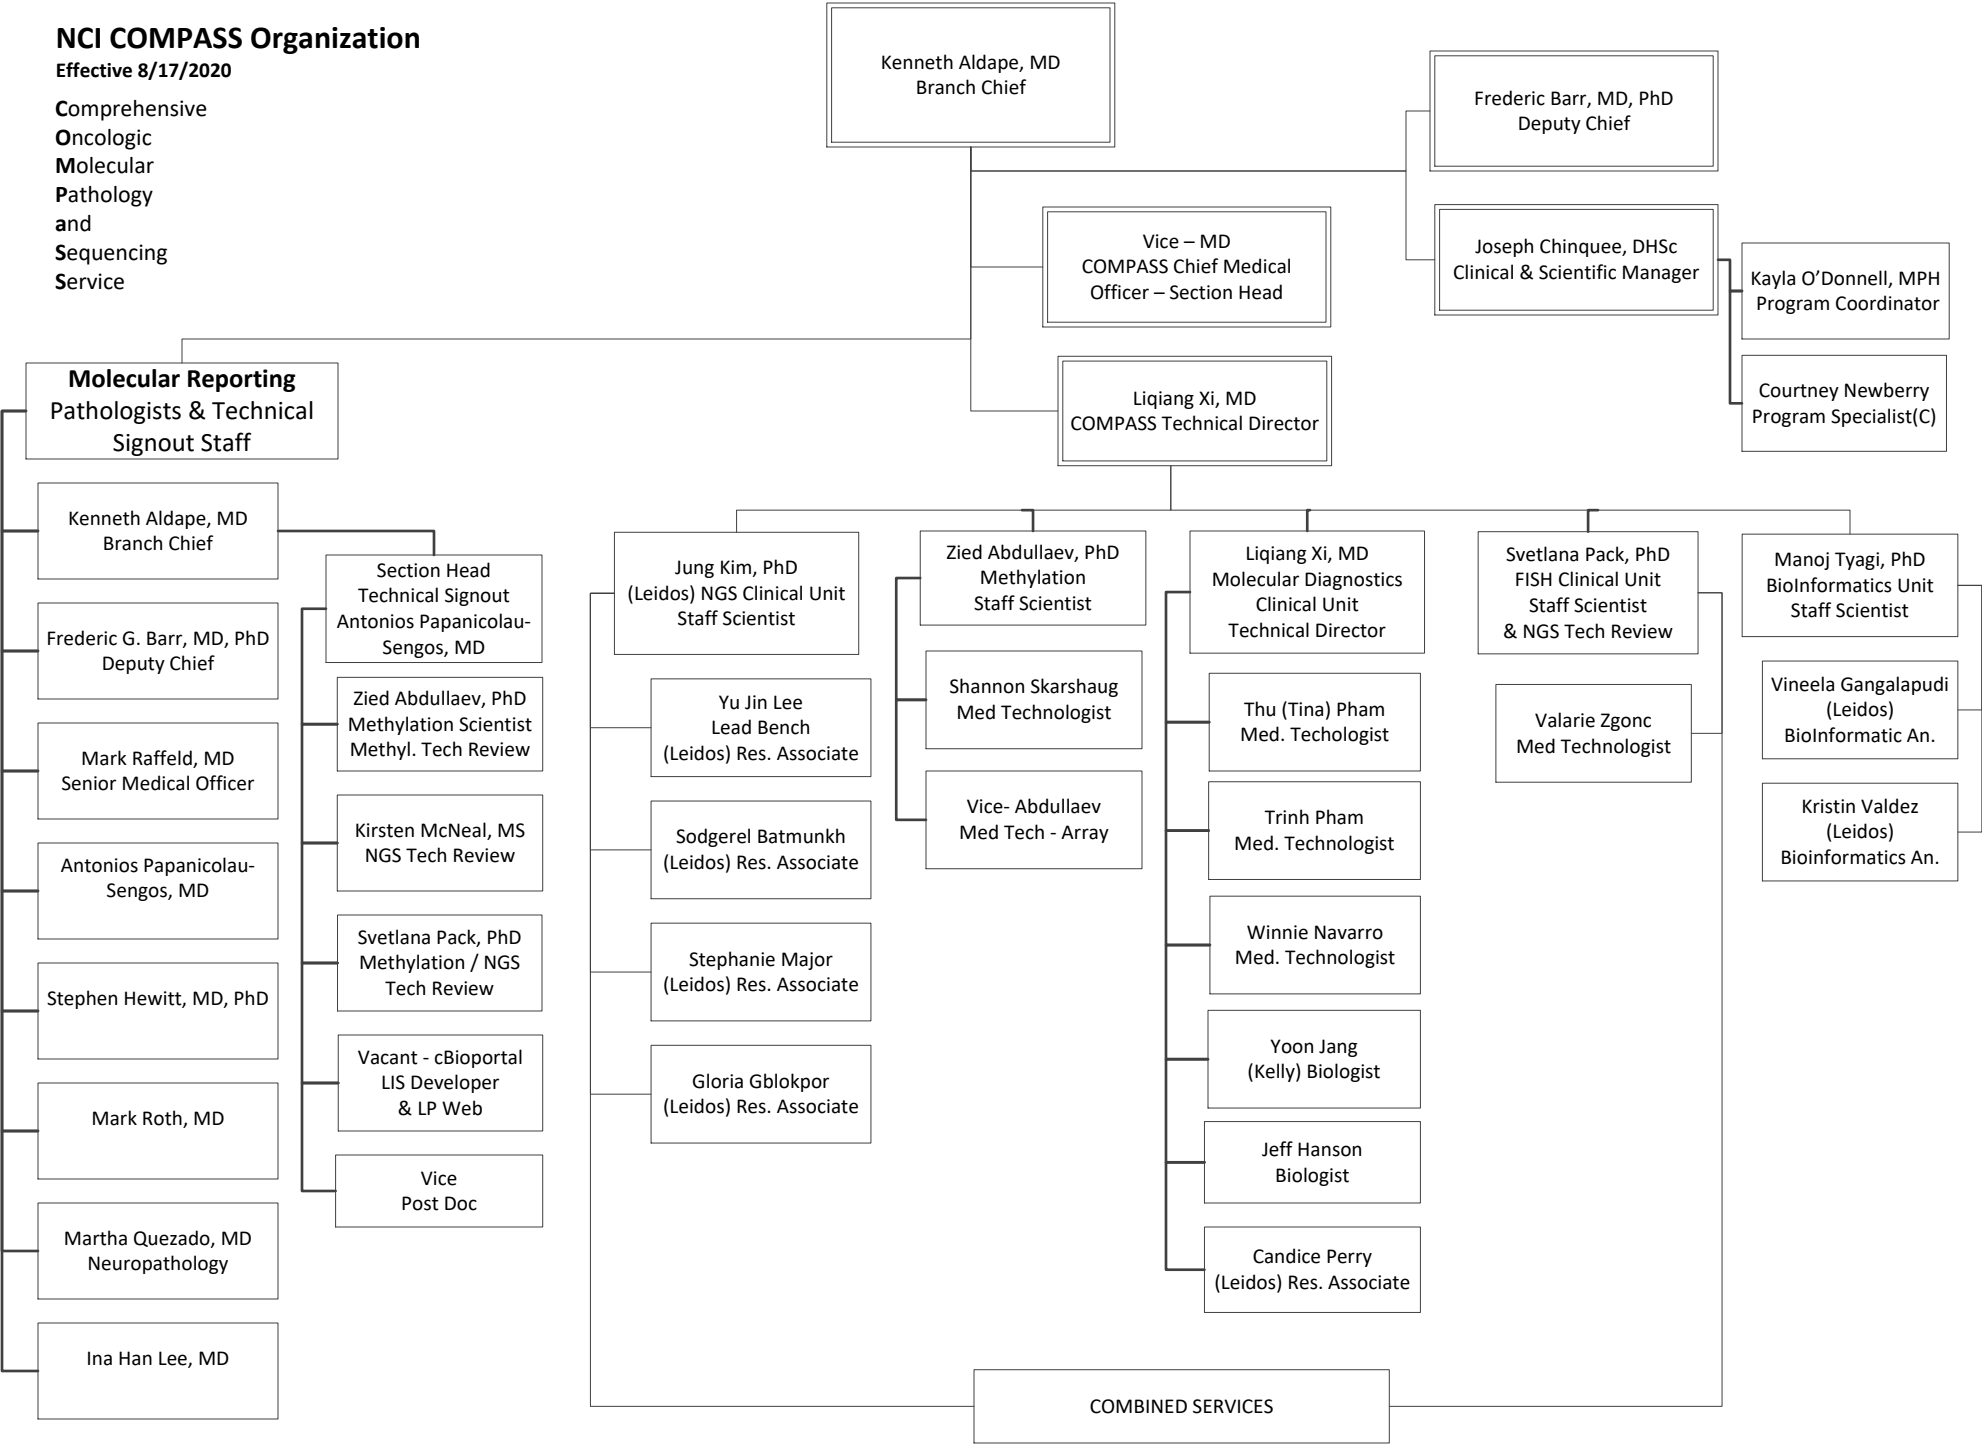 NCI COMPASS Organization
Effective 8/17/2020
Comprehensive
Oncologic
Molecular
Pathology
and
Sequencing
Service
Kenneth Aldape, MD
Branch Chief
Frederic Barr, MD, PhD
Deputy Chief
Vice – MD
COMPASS Chief Medical
Officer – Section Head
Joseph Chinquee, DHSc
Clinical & Scientific Manager
Kayla O’Donnell, MPH
Program Coordinator
Courtney Newberry
Program Specialist(C)
Liqiang Xi, MD
COMPASS Technical Director
Molecular Reporting
Pathologists & Technical
Signout Staff
Kenneth Aldape, MD
Branch Chief
Frederic G. Barr, MD, PhD
Deputy Chief
Mark Raffeld, MD
Senior Medical Officer
Antonios Papanicolau-
Sengos, MD
Stephen Hewitt, MD, PhD
Mark Roth, MD
Martha Quezado, MD
Neuropathology
Ina Han Lee, MD
Section Head
Technical Signout
Antonios Papanicolau-
Sengos, MD
Zied Abdullaev, PhD
Methylation Scientist
Methyl. Tech Review
Kirsten McNeal, MS
NGS Tech Review
Svetlana Pack, PhD
Methylation / NGS
Tech Review
Vacant - cBioportal
LIS Developer
& LP Web
Vice
Post Doc
Jung Kim, PhD
(Leidos) NGS Clinical Unit
Staff Scientist
Yu Jin Lee
Lead Bench
(Leidos) Res. Associate
Sodgerel Batmunkh
(Leidos) Res. Associate
Stephanie Major
(Leidos) Res. Associate
Gloria Gblokpor
(Leidos) Res. Associate
Zied Abdullaev, PhD
Methylation
Staff Scientist
Shannon Skarshaug
Med Technologist
Vice- Abdullaev
Med Tech - Array
Liqiang Xi, MD
Molecular Diagnostics
Clinical Unit
Technical Director
Thu (Tina) Pham
Med. Techologist
Trinh Pham
Med. Technologist
Winnie Navarro
Med. Technologist
Yoon Jang
(Kelly) Biologist
Jeff Hanson
Biologist
Candice Perry
(Leidos) Res. Associate
Svetlana Pack, PhD
FISH Clinical Unit
Staff Scientist
& NGS Tech Review
Valarie Zgonc
Med Technologist
Manoj Tyagi, PhD
BioInformatics Unit
Staff Scientist
Vineela Gangalapudi
(Leidos)
BioInformatic An.
Kristin Valdez
(Leidos)
Bioinformatics An.
COMBINED SERVICES